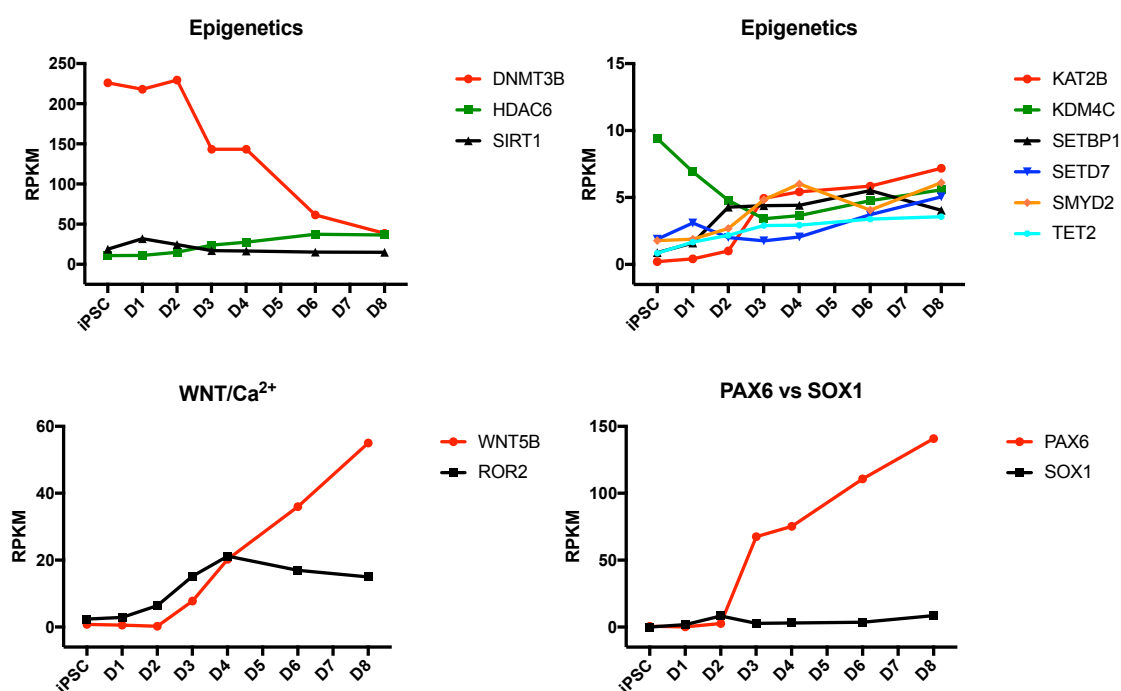 Epigenetics
RPKM
250
200
150
100
50
0
iPSC
D1
D2
D3
D4
D5
D6
D7
D8
DNMT3B
HDAC6
SIRT1
Epigenetics
RPKM
15
10
5
0
iPSC
D1
D2
D3
D4
D5
D6
D7
D8
KAT2B
KDM4C
SETBP1
SETD7
SMYD2
TET2
WNT/Ca²⁺
RPKM
60
40
20
0
iPSC
D1
D2
D3
D4
D5
D6
D7
D8
WNT5B
ROR2
PAX6 vs SOX1
RPKM
150
100
50
0
iPSC
D1
D2
D3
D4
D5
D6
D7
D8
PAX6
SOX1